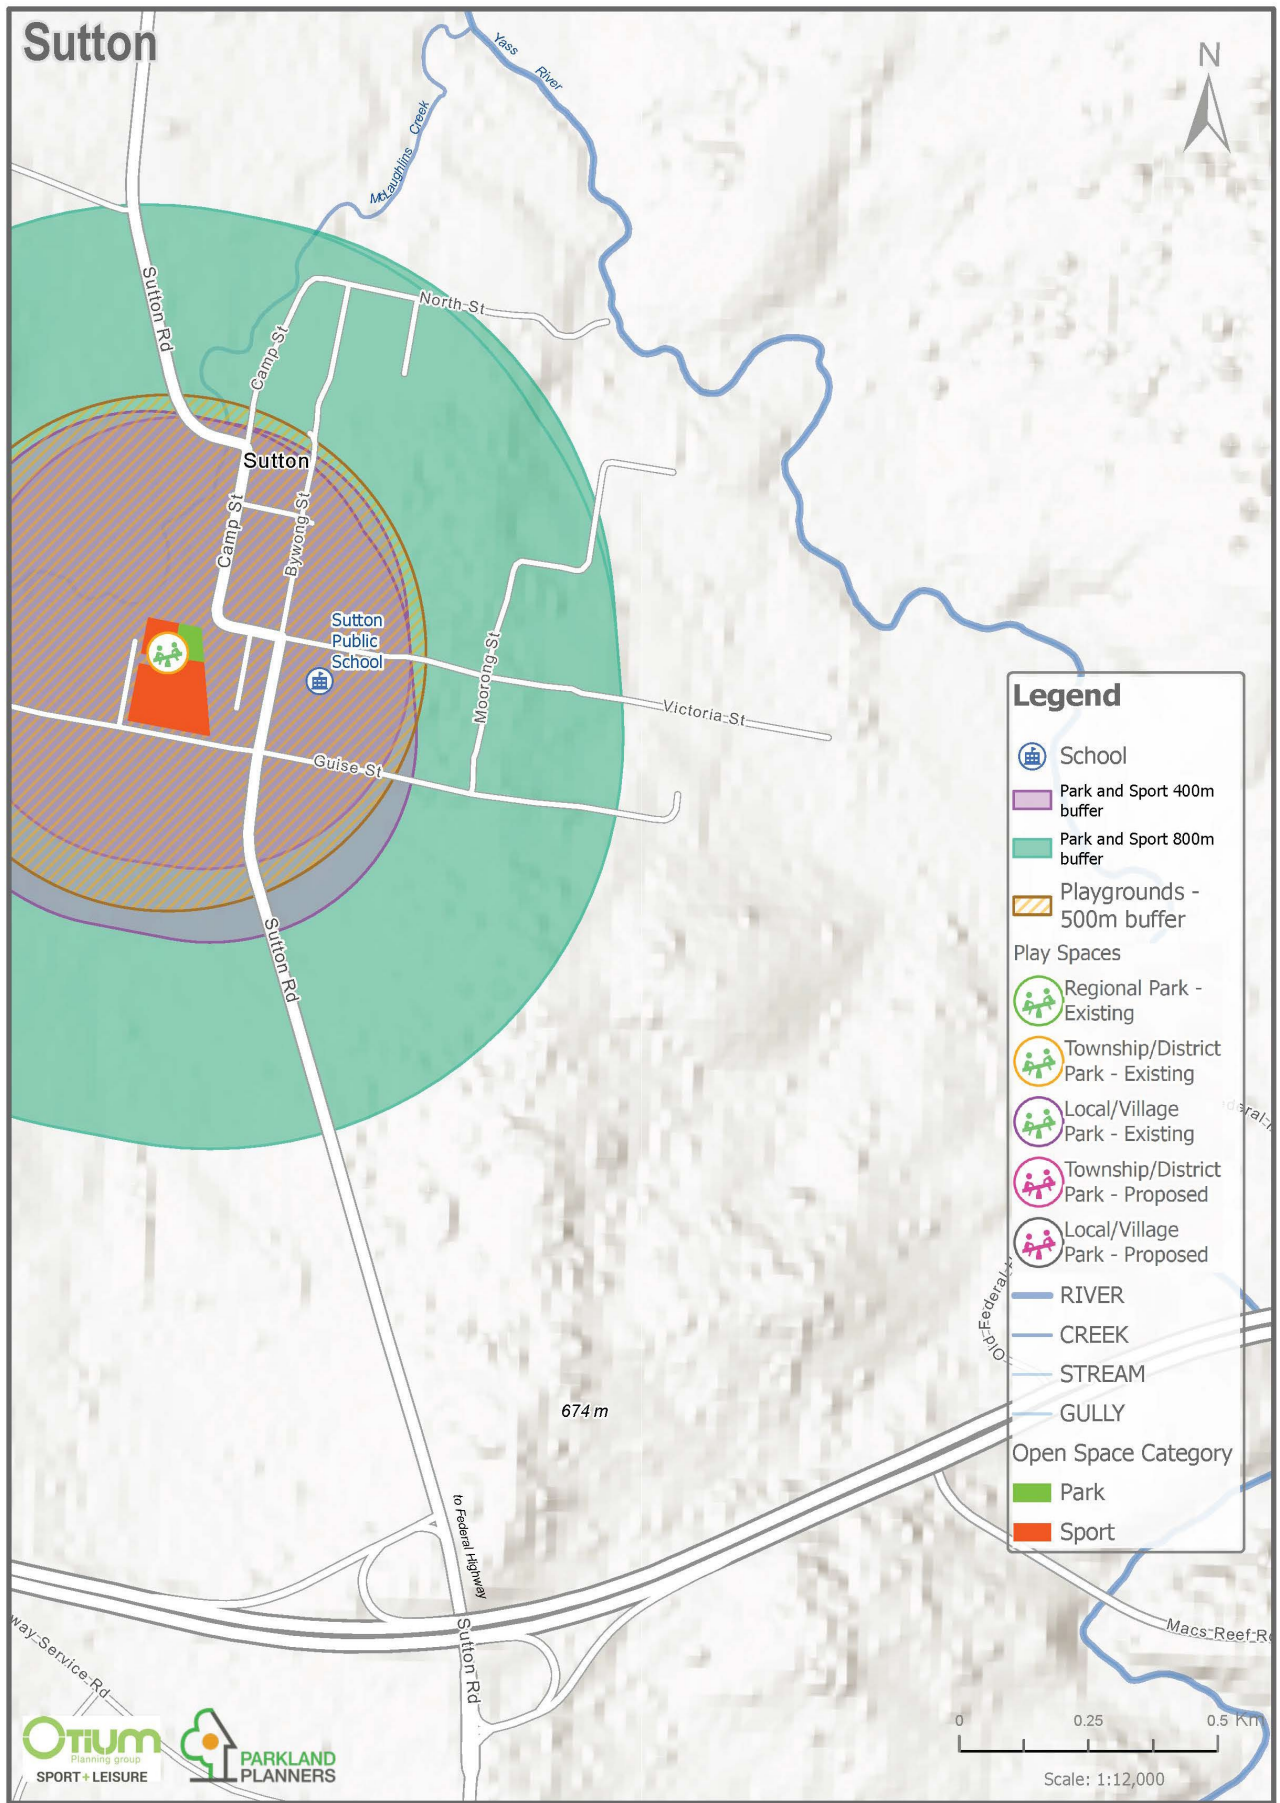 Sutton
N
Yass
River
McLaughlins Creek
Sutton Rd
North St
Camp St
Sutton
Camp St
Bywong St
Sutton
Public
School
Moorong St
Victoria St
Guise St
Sutton Rd
Legend
School
Park and Sport 400m
buffer
Park and Sport 800m
buffer
Playgrounds -
500m buffer
Play Spaces
Regional Park -
Existing
Township/District
Park - Existing
Local/Village
Park - Existing
Township/District
Park - Proposed
Local/Village
Park - Proposed
RIVER
CREEK
STREAM
GULLY
Open Space Category
Park
Sport
Old Federal
674 m
to Federal Highway
Sutton Rd
Macs Reef R
way Service Rd
0 0.25 0.5 Km
Scale: 1:12,000
OTIUM
Planning group
SPORT + LEISURE
PARKLAND
PLANNERS